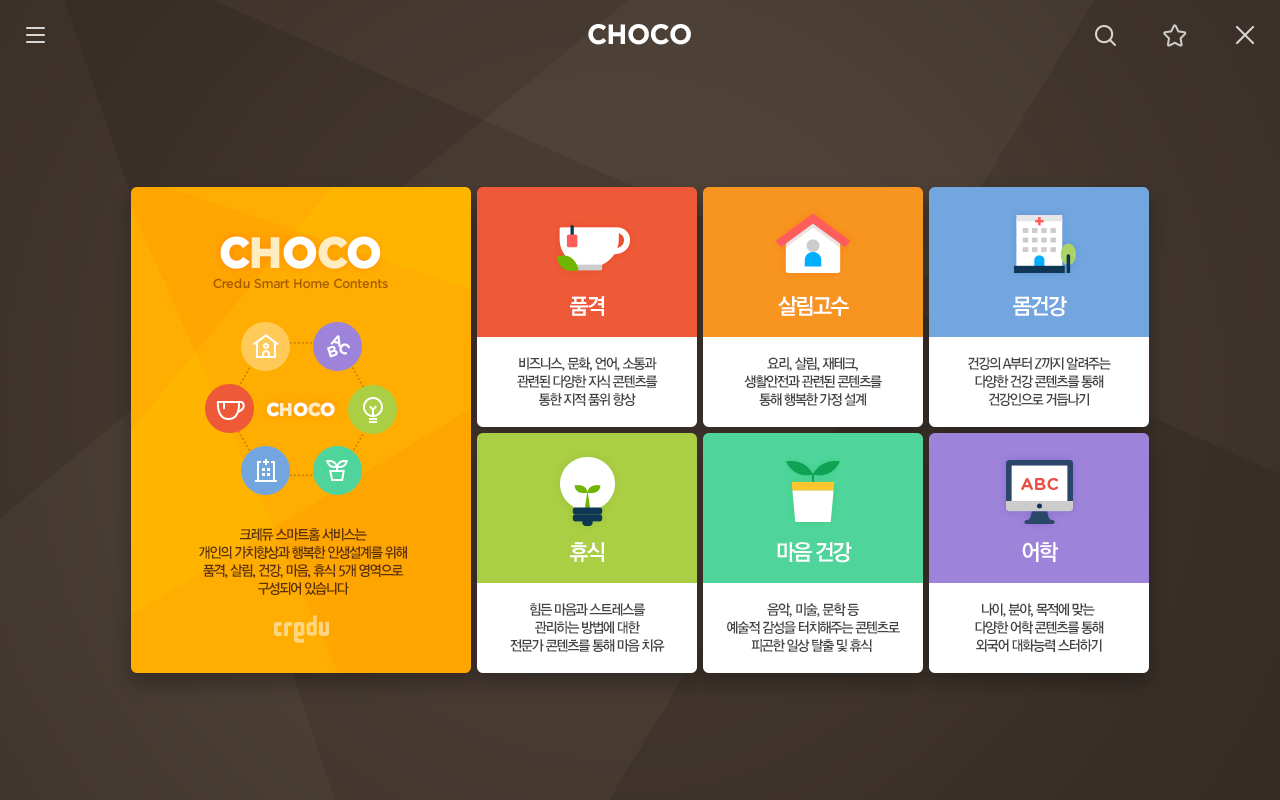 CHOCO
CHOCO
Credu Smart Home Contents
ABC
CHOCO
크레듀 스마트홈 서비스는
개인의 가치향상과 행복한 인생설계를 위해
품격, 살림, 건강, 마음, 휴식 5개 영역으로
구성되어 있습니다
credu
품격
비즈니스, 문화, 언어, 소통과
관련된 다양한 지식 콘텐츠를
통한 지적 품위 향상
살림고수
요리, 살림, 재테크,
생활안전과 관련된 콘텐츠를
통해 행복한 가정 설계
몸건강
건강의 A부터 Z까지 알려주는
다양한 건강 콘텐츠를 통해
건강인으로 거듭나기
휴식
힘든 마음과 스트레스를
관리하는 방법에 대한
전문가 콘텐츠를 통해 마음 치유
마음 건강
음악, 미술, 문학 등
예술적 감성을 터치해주는 콘텐츠로
피곤한 일상 탈출 및 휴식
ABC
어학
나이, 분야, 목적에 맞는
다양한 어학 콘텐츠를 통해
외국어 대화능력 스터하기